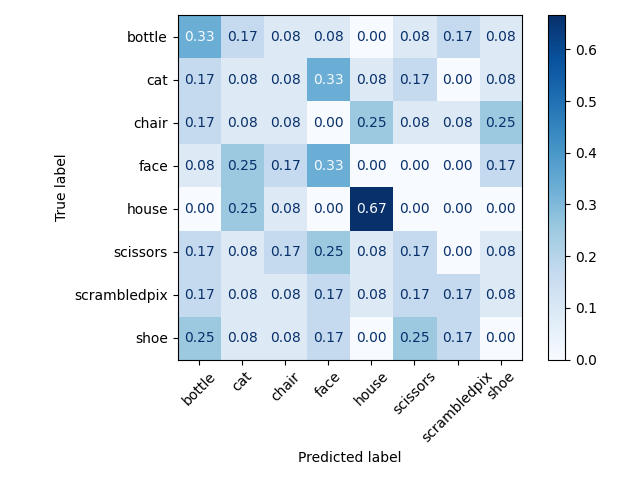 bottle 0.33 0.17 0.08 0.08 0.00 0.08 0.17 0.08
cat 0.17 0.08 0.08 0.33 0.08 0.17 0.00 0.08
chair 0.17 0.08 0.08 0.00 0.25 0.08 0.08 0.25
face 0.08 0.25 0.17 0.33 0.00 0.00 0.00 0.17
house 0.00 0.25 0.08 0.00 0.67 0.00 0.00 0.00
scissors 0.17 0.08 0.17 0.25 0.08 0.17 0.00 0.08
scrambledpix 0.17 0.08 0.08 0.17 0.08 0.17 0.17 0.08
shoe 0.25 0.08 0.08 0.17 0.00 0.25 0.17 0.00
True label
bottle cat chair face house scissors scrambledpix shoe
Predicted label
0.6
0.5
0.4
0.3
0.2
0.1
0.0